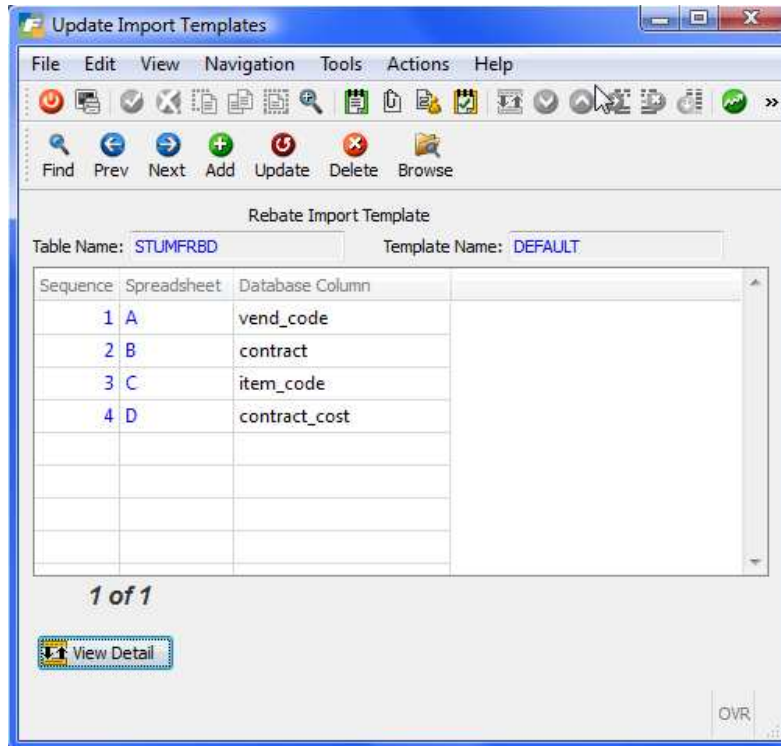 Update Import Templates
File Edit View Navigation Tools Actions Help
Find Prev Next Add Update Delete Browse
Rebate Import Template
Table Name: STUMFRBD Template Name: DEFAULT
Sequence Spreadsheet Database Column
1 A vend_code
2 B contract
3 C item_code
4 D contract_cost
1 of 1
View Detail
OVR